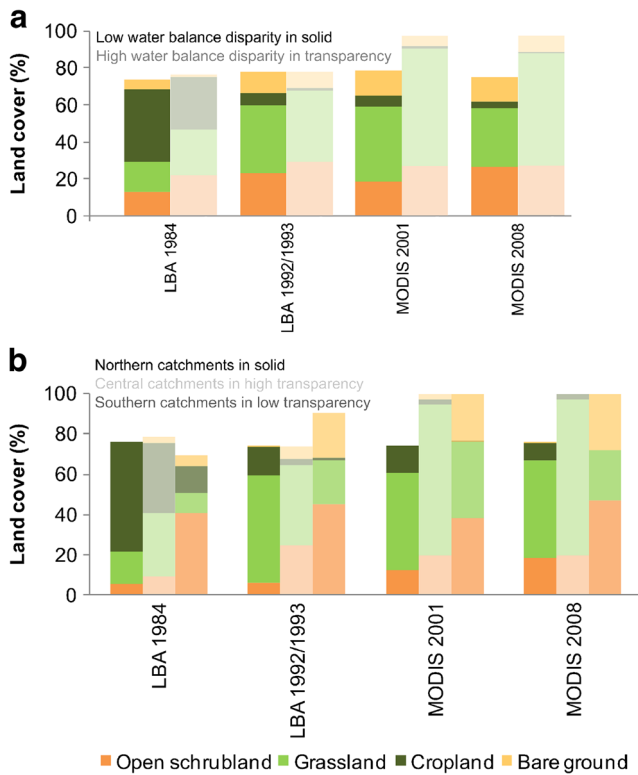 a
Low water balance disparity in solid
High water balance disparity in transparency
Land cover (%)
100
80
60
40
20
0
LBA 1984
LBA 1992/1993
MODIS 2001
MODIS 2008
b
Northern catchments in solid
Central catchments in high transparency
Southern catchments in low transparency
Land cover (%)
100
80
60
40
20
0
LBA 1984
LBA 1992/1993
MODIS 2001
MODIS 2008
Open schrubland Grassland Cropland Bare ground